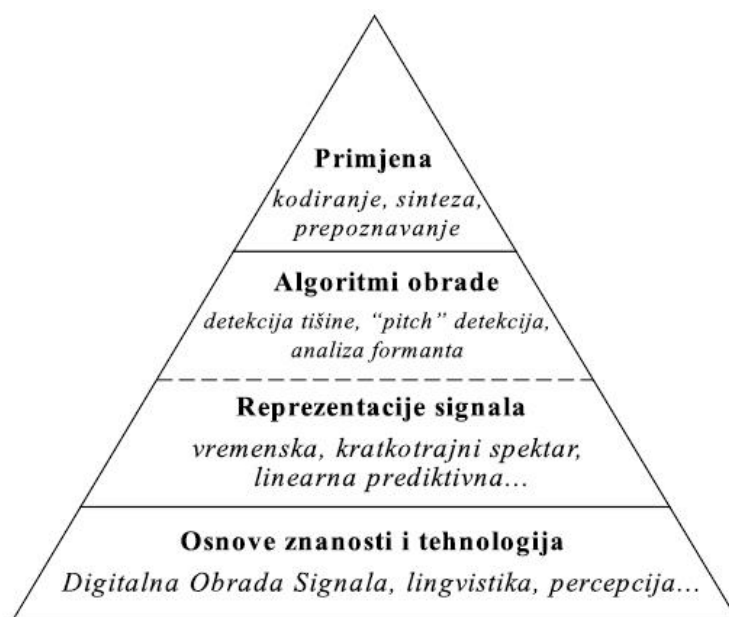 Primjena
kodiranje, sinteza,
prepoznavanje
Algoritmi obrade
detekcija tišine, “pitch” detekcija,
analiza formanta
Reprezentacije signala
vremenska, kratkotrajni spektar,
linearna prediktivna...
Osnove znanosti i tehnologija
Digitalna Obrada Signala, lingvistika, percepcija...